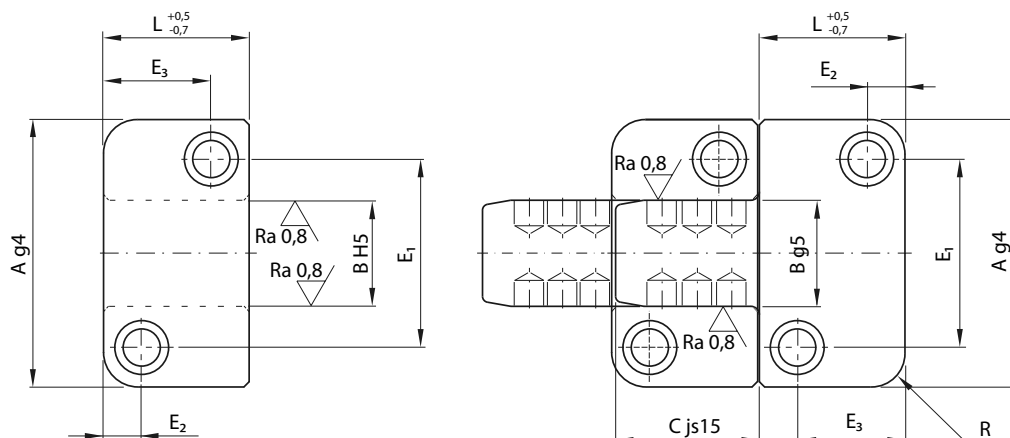 L +0,5 -0,7
E₃
A g4
Ra 0,8
Ra 0,8
B H5
E₁
E₂
L +0,5 -0,7
E₂
Ra 0,8
B g5
E₁
A g4
Ra 0,8
C js15
E₃
R